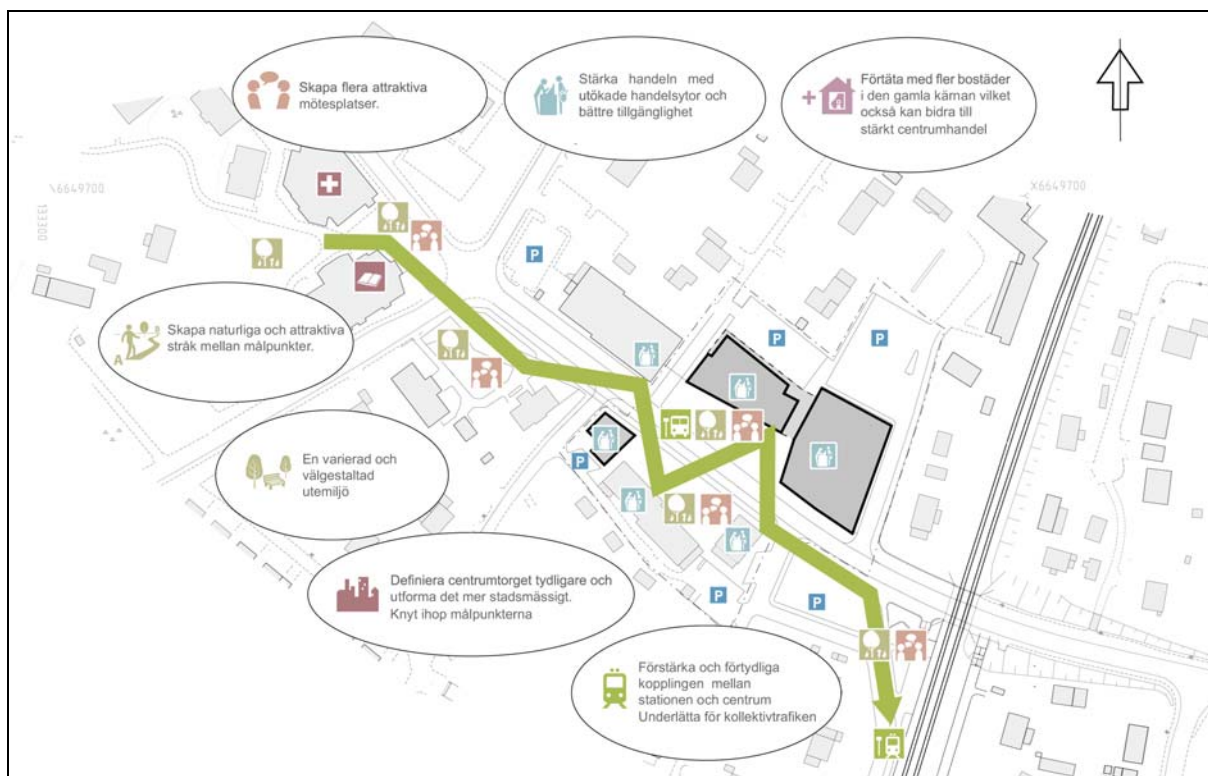 Skapa flera attraktiva
mötesplatser.
Stärka handeln med
utökade handelsytor och
bättre tillgänglighet
+
Förtäta med fler bostäder
i den gamla kärnan vilket
också kan bidra till
stärkt centrumhandel
\6649700
X6649700
133300
P
P
P
Skapa naturliga och attraktiva
stråk mellan målpunkter.
A
En varierad och
välgestaltad
utemiljö
P
Definiera centrumtorget tydligare och
utforma det mer stadsmässigt.
Knyt ihop målpunkterna
P
P
Förstärka och förtydliga
kopplingen mellan
stationen och centrum
Underlätta för kollektivtrafiken